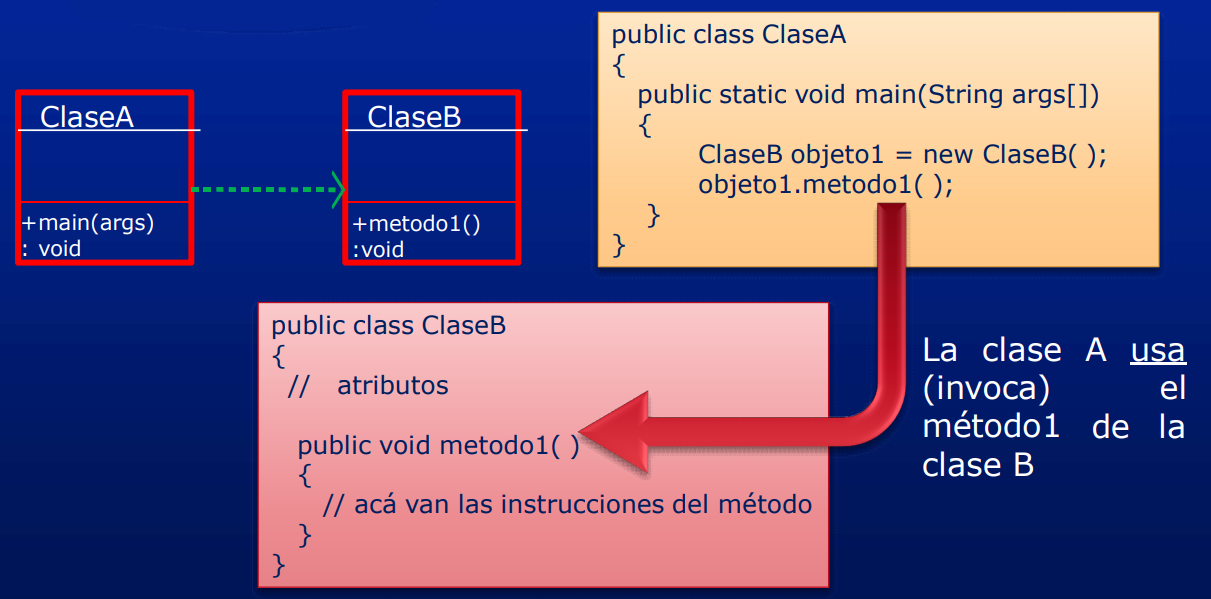 ClaseA
+main(args)
: void
ClaseB
+metodo1()
:void
public class ClaseA
{
public static void main(String args[])
{
ClaseB objeto1 = new ClaseB( );
objeto1.metodo1( );
}
}
public class ClaseB
{
// atributos
public void metodo1( )
{
// acá van las instrucciones del método
}
}
La clase A usa
(invoca) el
método1 de la
clase B